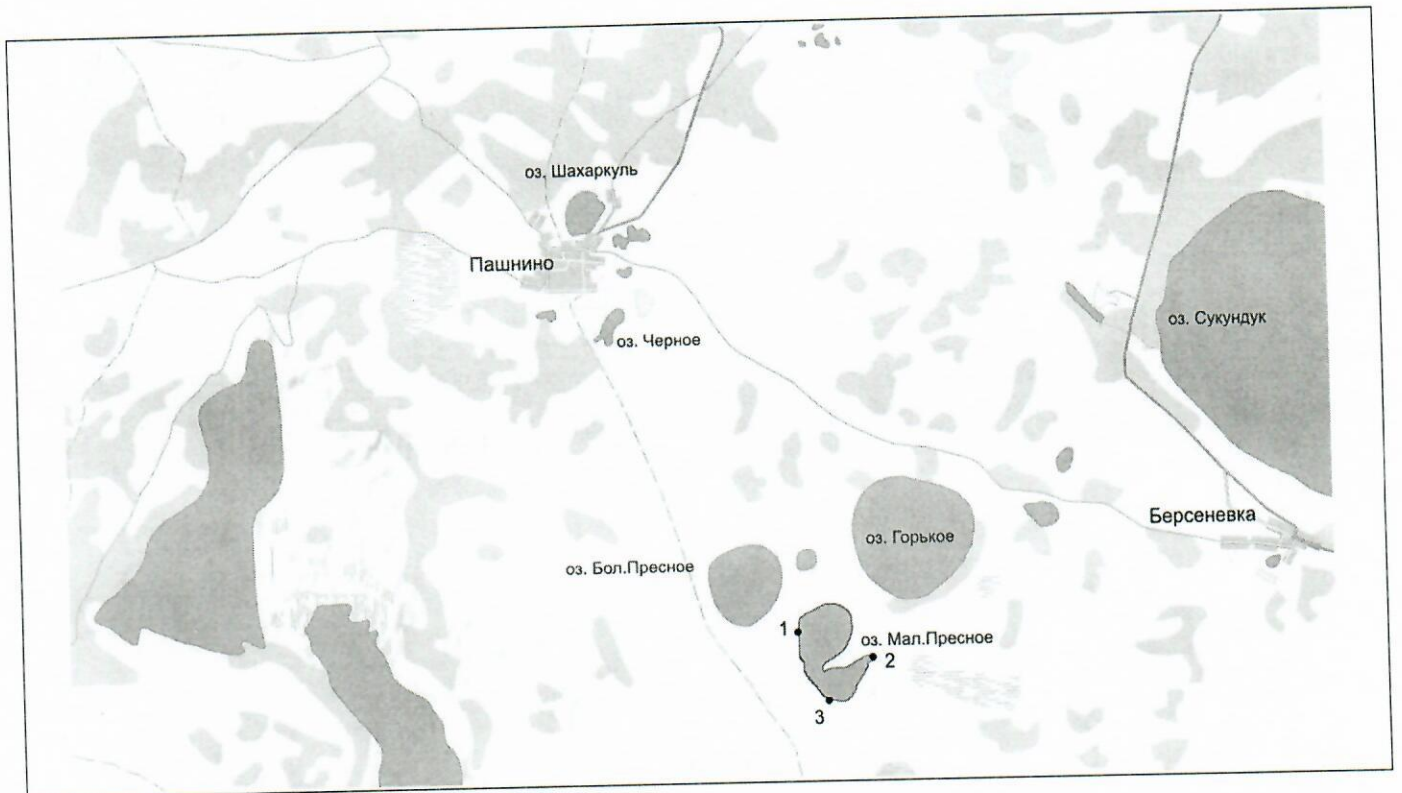 оз. Шахаркуль
Пашнино
оз. Черное
оз. Сукундук
Берсеневка
оз. Горькое
оз. Бол.Пресное
1
оз. Мал.Пресное
2
3